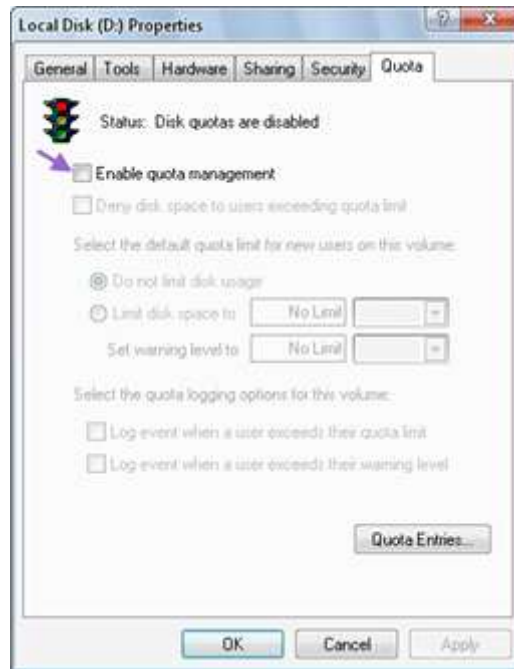 Local Disk (D:) Properties
General Tools Hardware Sharing Security Quota
Status: Disk quotas are disabled
Enable quota management
Deny disk space to users exceeding quota limit
Select the default quota limit for new users on this volume:
Do not limit disk usage
Limit disk space to No Limit
Set warning level to No Limit
Select the quota logging options for this volume:
Log event when a user exceeds their quota limit
Log event when a user exceeds their warning level
Quota Entries...
OK Cancel Apply